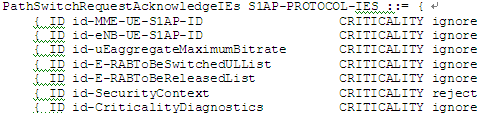 PathSwitchRequestAcknowledgeIEs S1AP-PROTOCOL-IES ::= { ↵
{ ID id-MME-UE-S1AP-ID CRITICALITY ignore
{ ID id-eNB-UE-S1AP-ID CRITICALITY ignore
{ ID id-uEaggregateMaximumBitrate CRITICALITY ignore
{ ID id-E-RABToBeSwitchedULList CRITICALITY ignore
{ ID id-E-RABToBeReleasedList CRITICALITY ignore
{ ID id-SecurityContext CRITICALITY reject
{ ID id-CriticalityDiagnostics CRITICALITY ignore